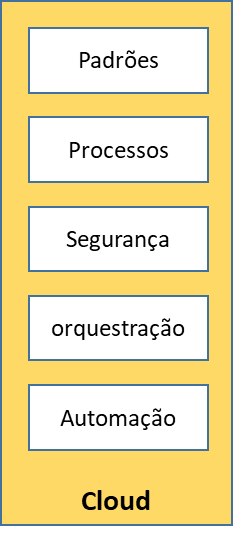 Padrões
Processos
Segurança
orquestração
Automação
Cloud